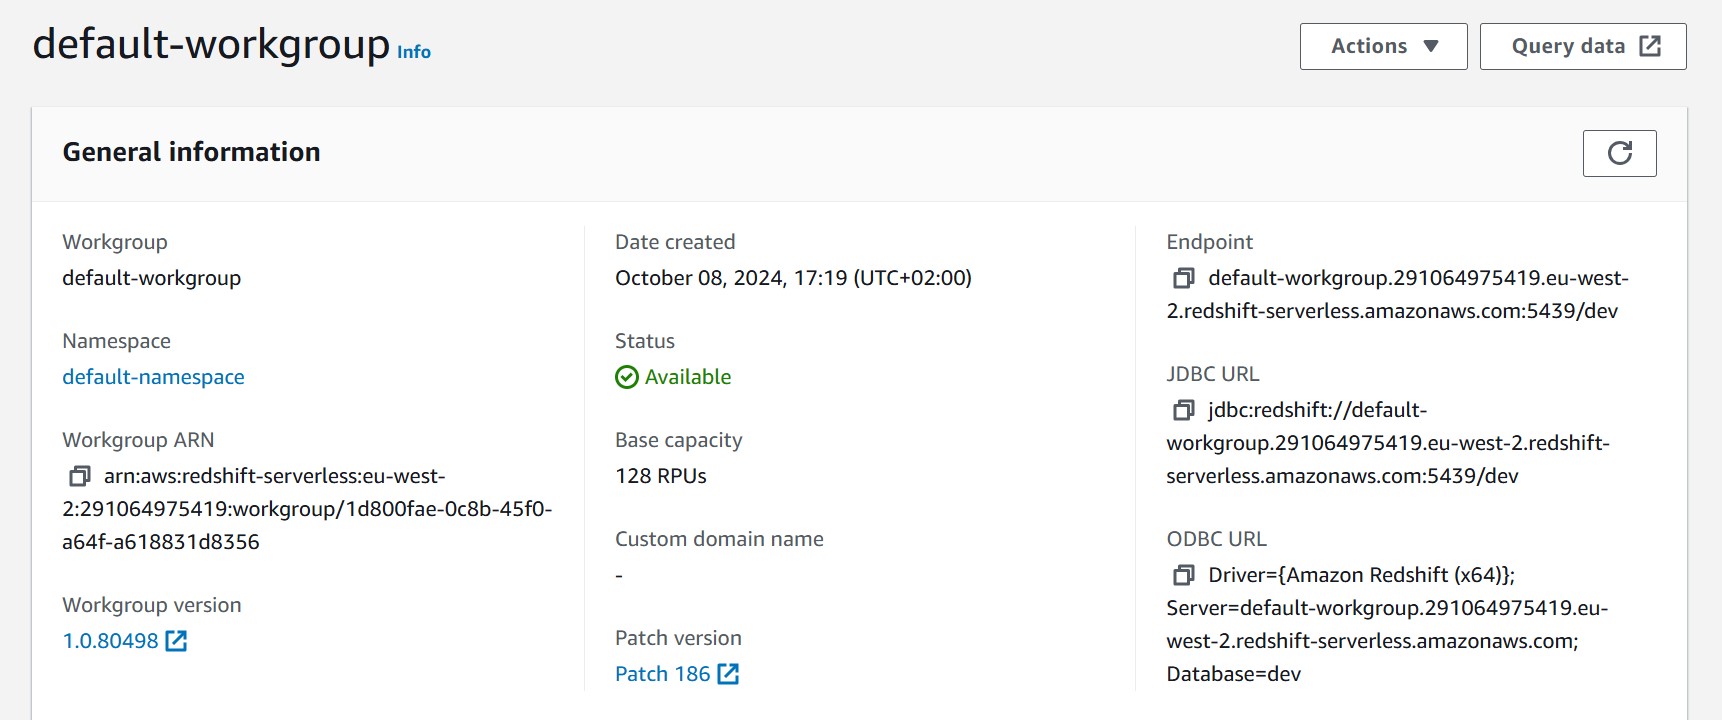 default-workgroup Info
Actions
Query data
General information
Workgroup
default-workgroup
Namespace
default-namespace
Workgroup ARN
arn:aws:redshift-serverless:eu-west-
2:291064975419:workgroup/1d800fae-0c8b-45f0-
a64f-a618831d8356
Workgroup version
1.0.80498
Date created
October 08, 2024, 17:19 (UTC+02:00)
Status
Available
Base capacity
128 RPUs
Custom domain name
-
Patch version
Patch 186
Endpoint
default-workgroup.291064975419.eu-west-
2.redshift-serverless.amazonaws.com:5439/dev
JDBC URL
jdbc:redshift://default-
workgroup.291064975419.eu-west-2.redshift-
serverless.amazonaws.com:5439/dev
ODBC URL
Driver={Amazon Redshift (x64)};
Server=default-workgroup.291064975419.eu-
west-2.redshift-serverless.amazonaws.com;
Database=dev